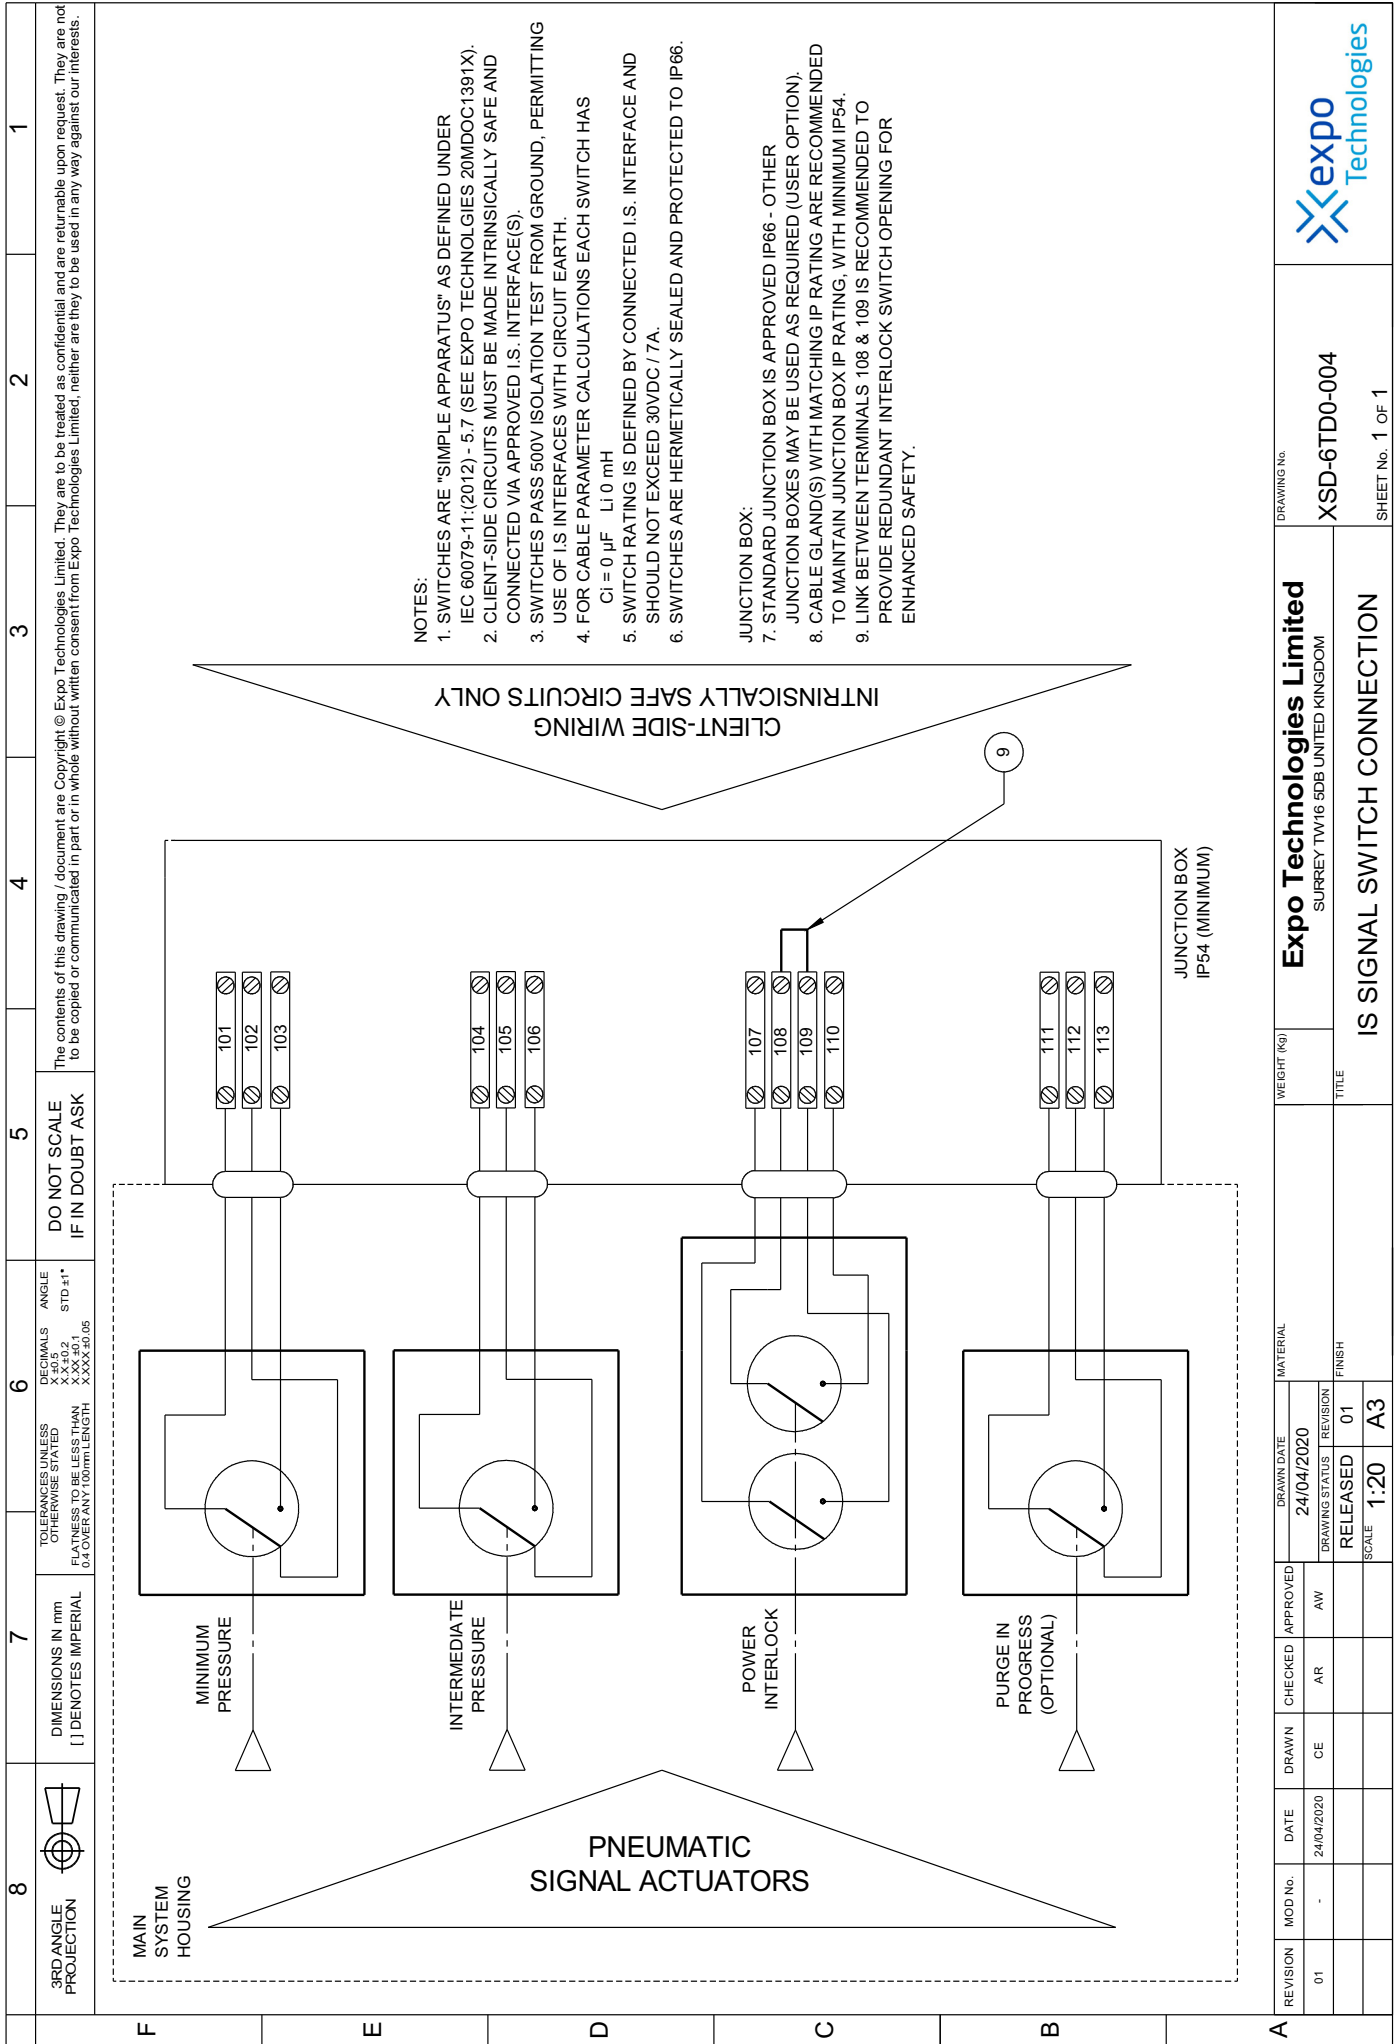 8
7
6
5
4
3
2
1
3RD ANGLE
PROJECTION
DIMENSIONS IN mm
[ ] DENOTES IMPERIAL
TOLERANCES UNLESS
OTHERWISE STATED
FLATNESS TO BE LESS THAN
0.4 OVER ANY 100mm LENGTH
DECIMALS
X ±0.5
X.X ±0.2
X.XX ±0.1
X.XXX ±0.05
ANGLE
STD ±1°
DO NOT SCALE
IF IN DOUBT ASK
The contents of this drawing / document are Copyright © Expo Technologies Limited. They are to be treated as confidential and are returnable upon request. They are not
to be copied or communicated in part or in whole without written consent from Expo Technologies Limited, neither are they to be used in any way against our interests.
F
E
D
C
B
A
MAIN
SYSTEM
HOUSING
PNEUMATIC
SIGNAL ACTUATORS
MINIMUM
PRESSURE
INTERMEDIATE
PRESSURE
POWER
INTERLOCK
PURGE IN
PROGRESS
(OPTIONAL)
101
102
103
104
105
106
107
108
109
110
111
112
113
JUNCTION BOX
IP54 (MINIMUM)
9
CLIENT-SIDE WIRING
INTRINSICALLY SAFE CIRCUITS ONLY
NOTES:
1. SWITCHES ARE "SIMPLE APPARATUS" AS DEFINED UNDER
IEC 60079-11:(2012) - 5.7 (SEE EXPO TECHNOLGIES 20MDOC1391X).
2. CLIENT-SIDE CIRCUITS MUST BE MADE INTRINSICALLY SAFE AND
CONNECTED VIA APPROVED I.S. INTERFACE(S).
3. SWITCHES PASS 500V ISOLATION TEST FROM GROUND, PERMITTING
USE OF I.S INTERFACES WITH CIRCUIT EARTH.
4. FOR CABLE PARAMETER CALCULATIONS EACH SWITCH HAS
Ci = 0 µF Li 0 mH
5. SWITCH RATING IS DEFINED BY CONNECTED I.S. INTERFACE AND
SHOULD NOT EXCEED 30VDC / 7A.
6. SWITCHES ARE HERMETICALLY SEALED AND PROTECTED TO IP66.
JUNCTION BOX:
7. STANDARD JUNCTION BOX IS APPROVED IP66 - OTHER
JUNCTION BOXES MAY BE USED AS REQUIRED (USER OPTION).
8. CABLE GLAND(S) WITH MATCHING IP RATING ARE RECOMMENDED
TO MAINTAIN JUNCTION BOX IP RATING, WITH MINIMUM IP54.
9. LINK BETWEEN TERMINALS 108 & 109 IS RECOMMENDED TO
PROVIDE REDUNDANT INTERLOCK SWITCH OPENING FOR
ENHANCED SAFETY.
REVISION
MOD No.
DATE
DRAWN
CHECKED
APPROVED
01
-
24/04/2020
CE
AR
AW
DRAWN DATE
24/04/2020
DRAWING STATUS
RELEASED
REVISION
01
SCALE
1:20
A3
MATERIAL
FINISH
WEIGHT (Kg)
Expo Technologies Limited
SURREY TW16 5DB UNITED KINGDOM
TITLE
IS SIGNAL SWITCH CONNECTION
DRAWING No.
XSD-6TD0-004
SHEET No. 1 OF 1
expo
Technologies